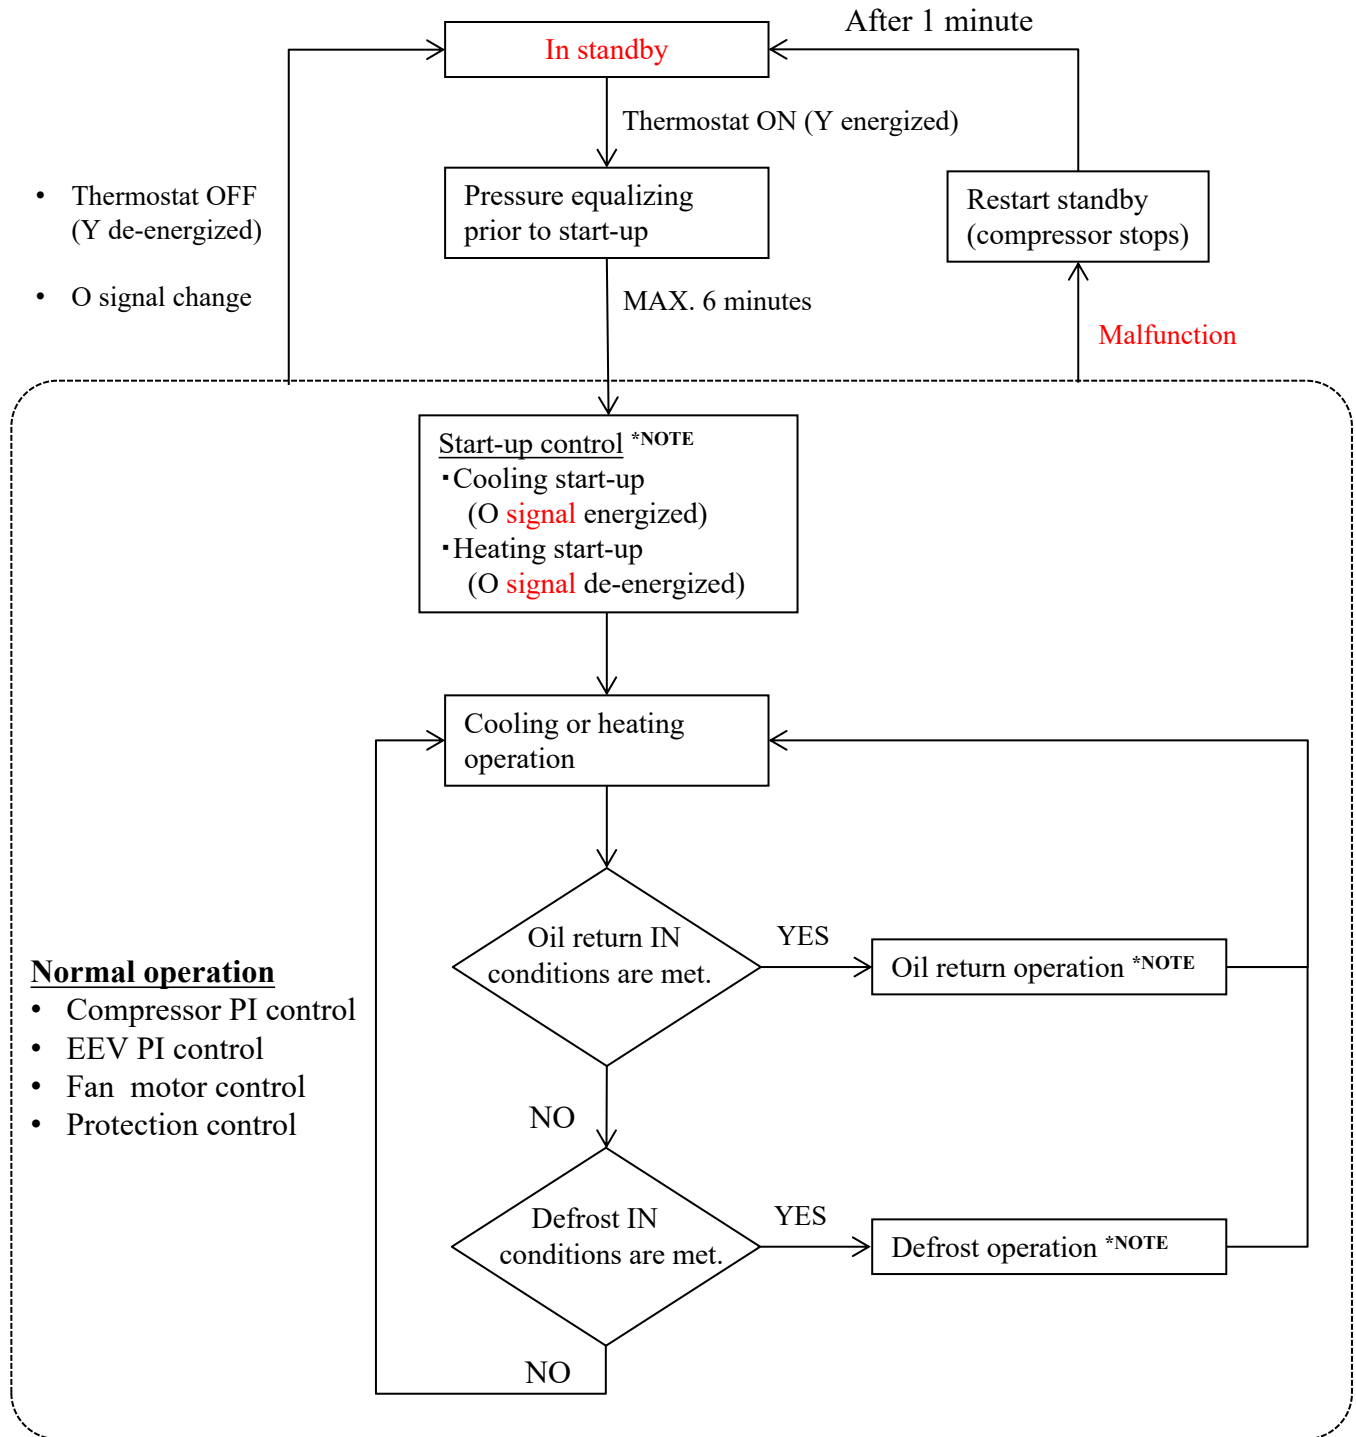 After 1 minute
In standby
Thermostat ON (Y energized)
• Thermostat OFF
(Y de-energized)
• O signal change
Pressure equalizing
prior to start-up
Restart standby
(compressor stops)
MAX. 6 minutes
Malfunction
Start-up control *NOTE
･Cooling start-up
(O signal energized)
･Heating start-up
(O signal de-energized)
Cooling or heating
operation
Oil return IN
conditions are met.
YES
Oil return operation *NOTE
Normal operation
• Compressor PI control
• EEV PI control
• Fan motor control
• Protection control
NO
Defrost IN
conditions are met.
YES
Defrost operation *NOTE
NO